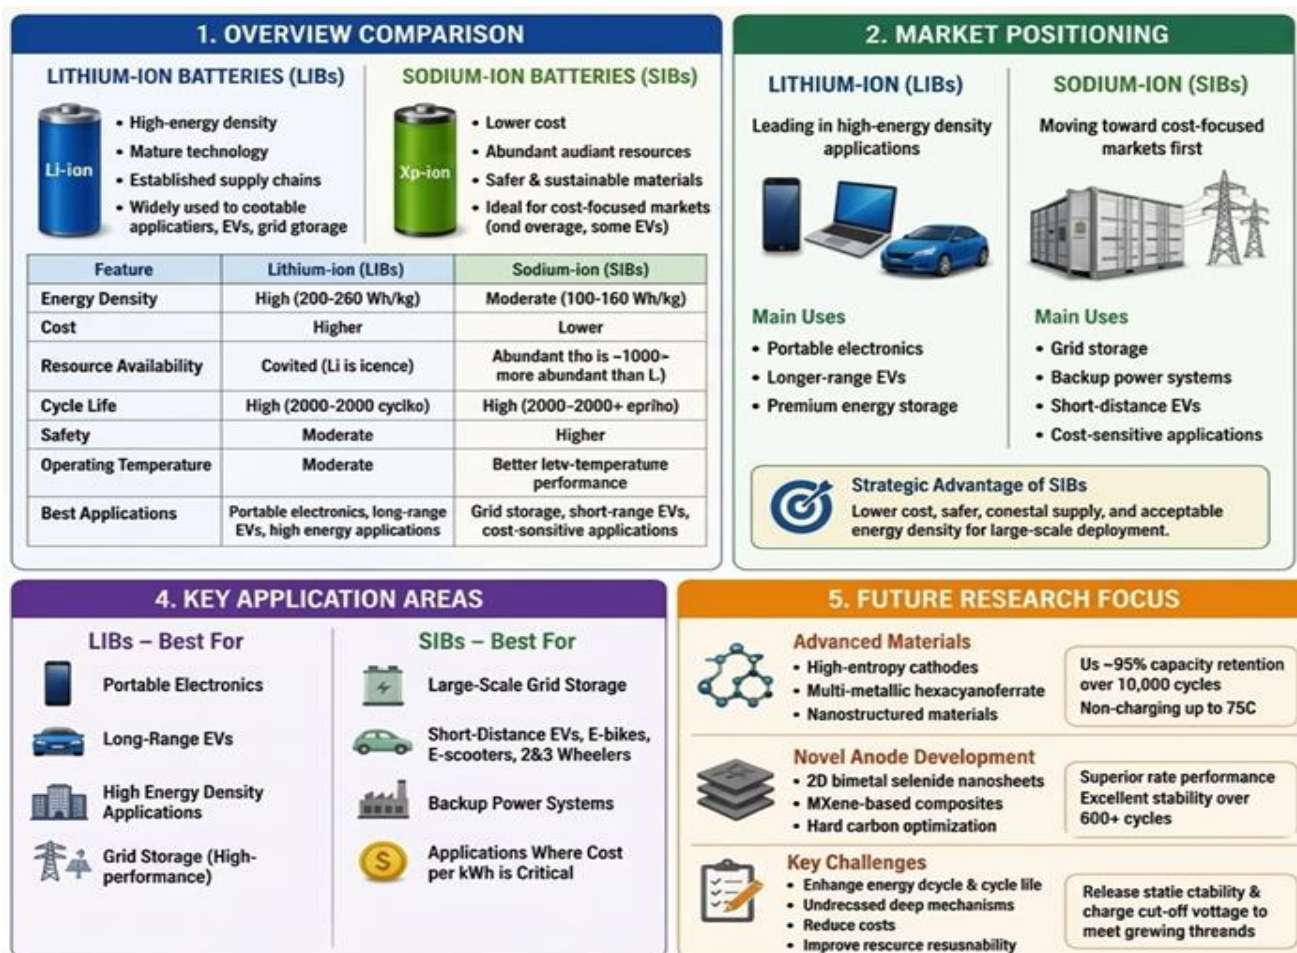 1. OVERVIEW COMPARISON
LITHIUM-ION BATTERIES (LIBs)
Li-ion
• High-energy density
• Mature technology
• Established supply chains
• Widely used to cootable
applicatiers, EVs, grid gtorage
SODIUM-ION BATTERIES (SIBs)
Xp-ion
• Lower cost
• Abundant audiant resources
• Safer & sustainable materials
• Ideal for cost-focused markets
(ond overage, some EVs)
Feature Lithium-ion (LIBs) Sodium-ion (SIBs)
Energy Density High (200-260 Wh/kg) Moderate (100-160 Wh/kg)
Cost Higher Lower
Resource Availability Covited (Li is icence) Abundant tho is ~1000~
more abundant than L.)
Cycle Life High (2000-2000 cyclko) High (2000-2000+ eprího)
Safety Moderate Higher
Operating Temperature Moderate Better letv-temperature
performance
Best Applications Portable electronics, long-range
EVs, high energy applications
Grid storage, short-range EVs,
cost-sonsitive applications
2. MARKET POSITIONING
LITHIUM-ION (LIBs)
Leading in high-energy density
applications
Main Uses
• Portable electronics
• Longer-range EVs
• Premium energy storage
SODIUM-ION (SIBs)
Moving toward cost-focused
markets first
Main Uses
• Grid storage
• Backup power systems
• Short-distance EVs
• Cost-sensitive applications
Strategic Advantage of SIBs
Lower cost, safer, conestal supply, and acceptable
energy density for large-scale deployment.
4. KEY APPLICATION AREAS
LIBs – Best For
Portable Electronics
Long-Range EVs
High Energy Density
Applications
Grid Storage (High-
performance)
SIBs – Best For
Large-Scale Grid Storage
Short-Distance EVs, E-bikes,
E-scooters, 2&3 Wheelers
Backup Power Systems
$
Applications Where Cost
per kWh is Critical
5. FUTURE RESEARCH FOCUS
Advanced Materials
• High-entropy cathodes
• Multi-metallic hexacyanoferrate
• Nanostructured materials
Us ~95% capacity retention
over 10,000 cycles
Non-charging up to 75C
Novel Anode Development
• 2D bimetal selenide nanosheets
• MXene-based composites
• Hard carbon optimization
Superior rate performance
Excellent stability over
600+ cycles
Key Challenges
• Enhange energy dcycle & cycle lile
• Undrecssed deep mechanisms
• Reduce costs
• Improve rescurce resusnability
Release statie ctability &
charge cut-off vottage to
meet grewing threends